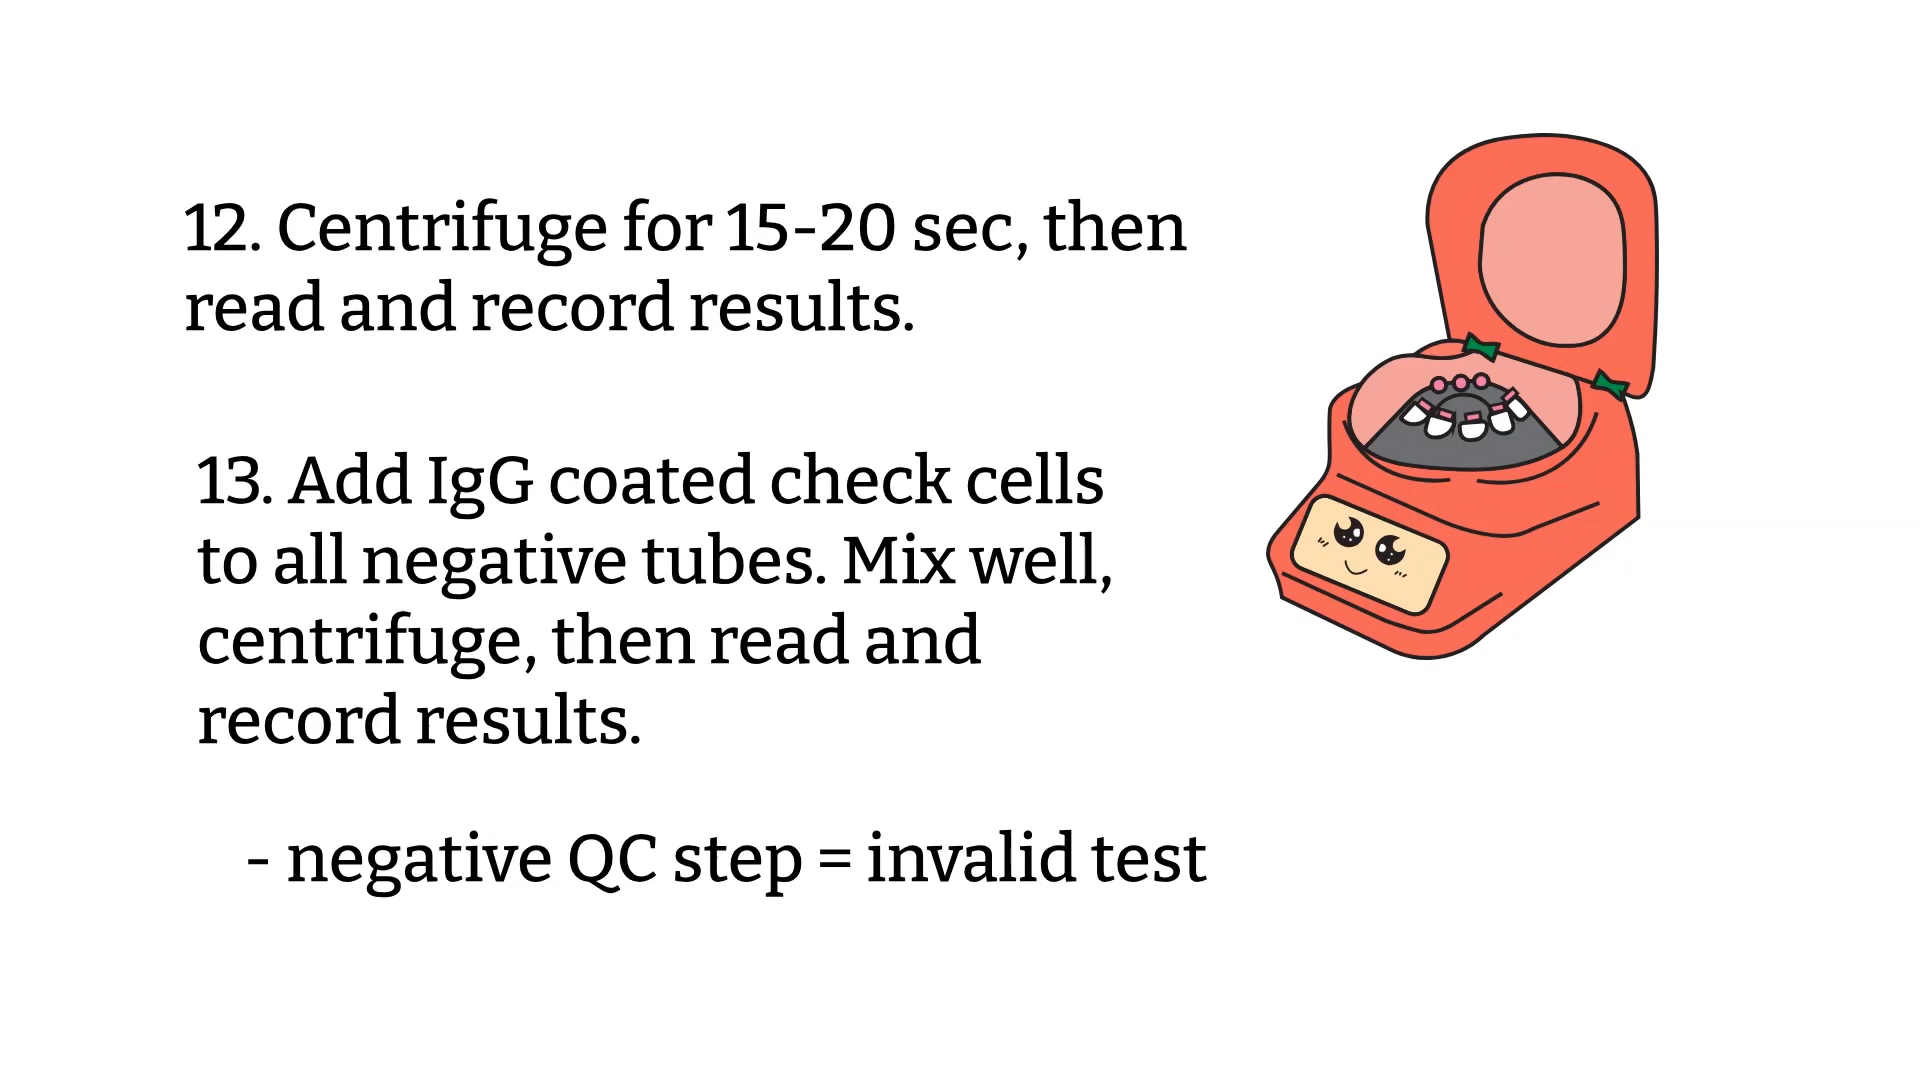 12. Centrifuge for 15-20 sec, then
read and record results.
13. Add IgG coated check cells
to all negative tubes. Mix well,
centrifuge, then read and
record results.
- negative QC step = invalid test